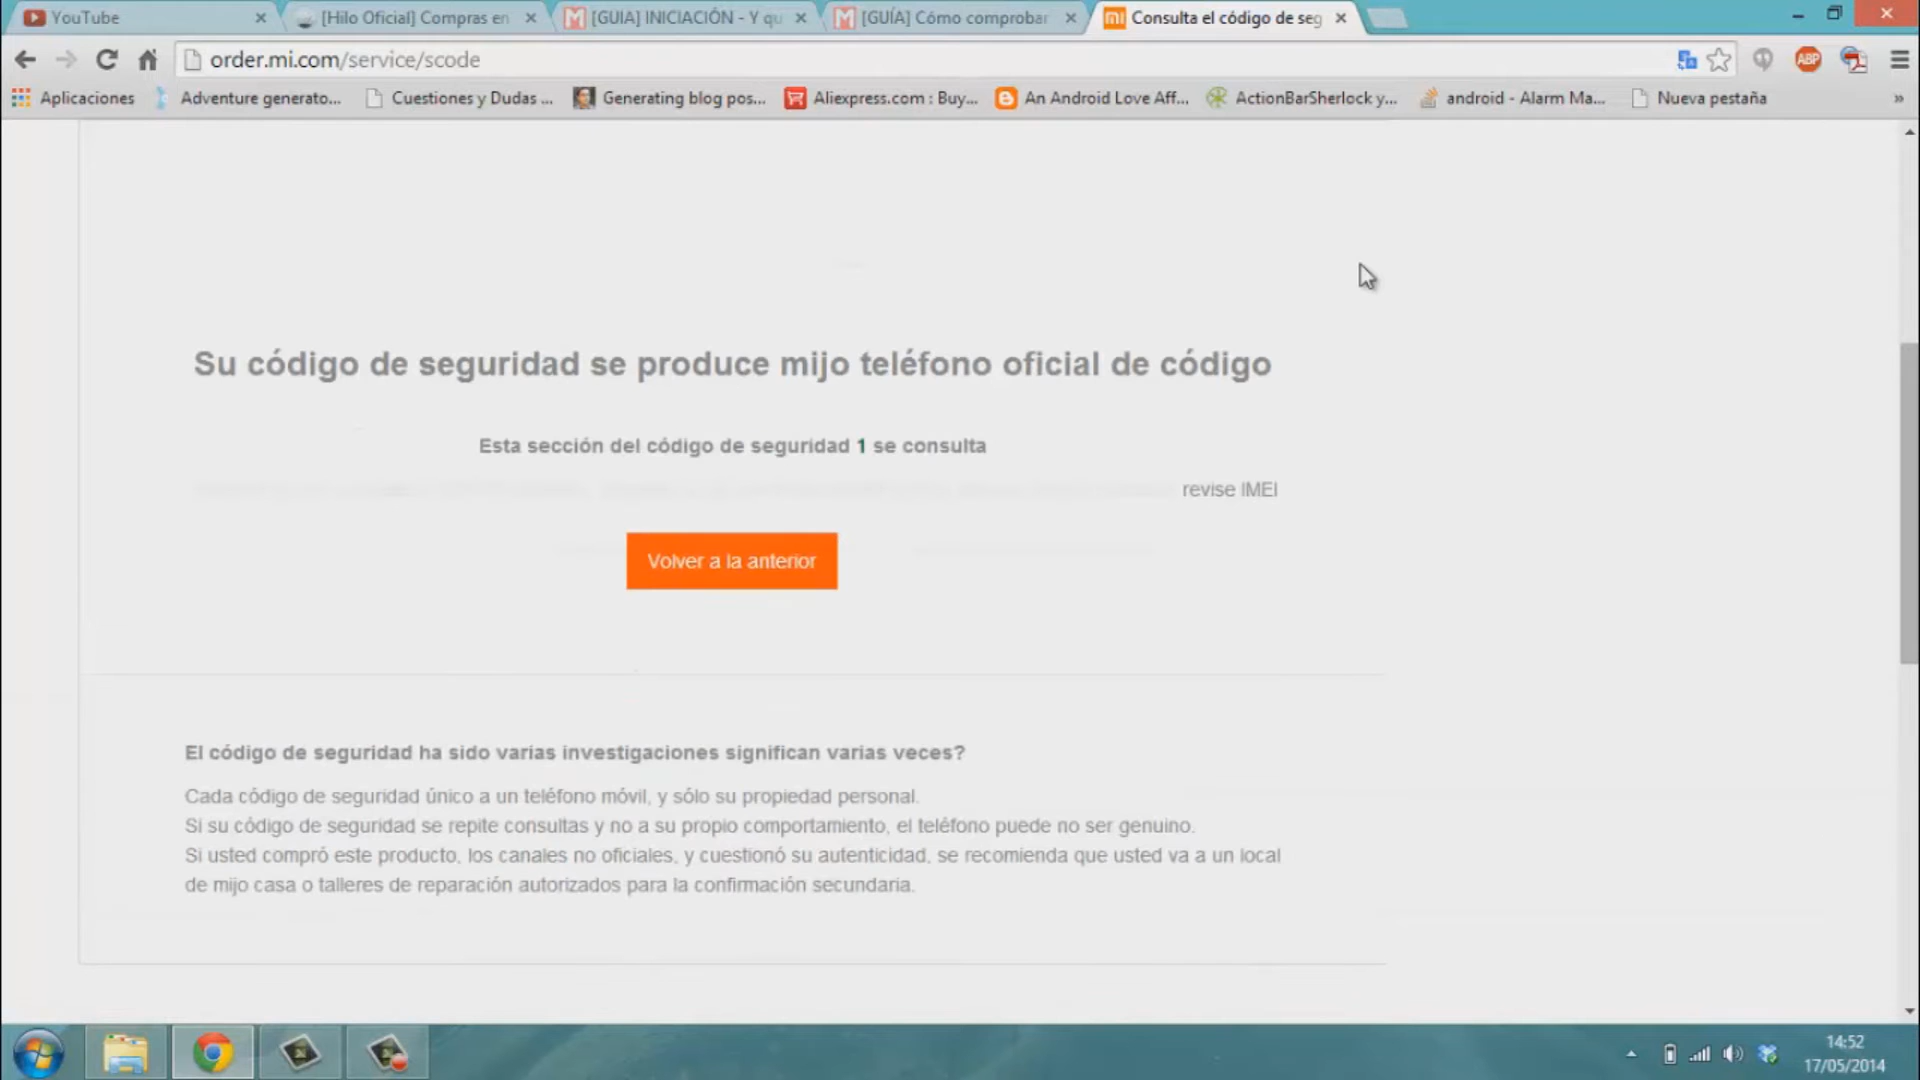 YouTube
[Hilo Oficial] Compras en
[GUIA] INICIACIÓN - Y qu
[GUÍA] Cómo comprobar
Consulta el código de seg
order.mi.com/service/scode
ABP
Aplicaciones
Adventure generato...
Cuestiones y Dudas ...
Generating blog pos...
Aliexpress.com : Buy...
An Android Love Aff...
ActionBarSherlock y...
android - Alarm Ma...
Nueva pestaña
»
Su código de seguridad se produce mijo teléfono oficial de código
Esta sección del código de seguridad 1 se consulta
revise IMEI
Volver a la anterior
El código de seguridad ha sido varias investigaciones significan varias veces?
Cada código de seguridad único a un teléfono móvil, y sólo su propiedad personal.
Si su código de seguridad se repite consultas y no a su propio comportamiento, el teléfono puede no ser genuino.
Si usted compró este producto, los canales no oficiales, y cuestionó su autenticidad, se recomienda que usted va a un local
de mijo casa o talleres de reparación autorizados para la confirmación secundaria.
14:52
17/05/2014